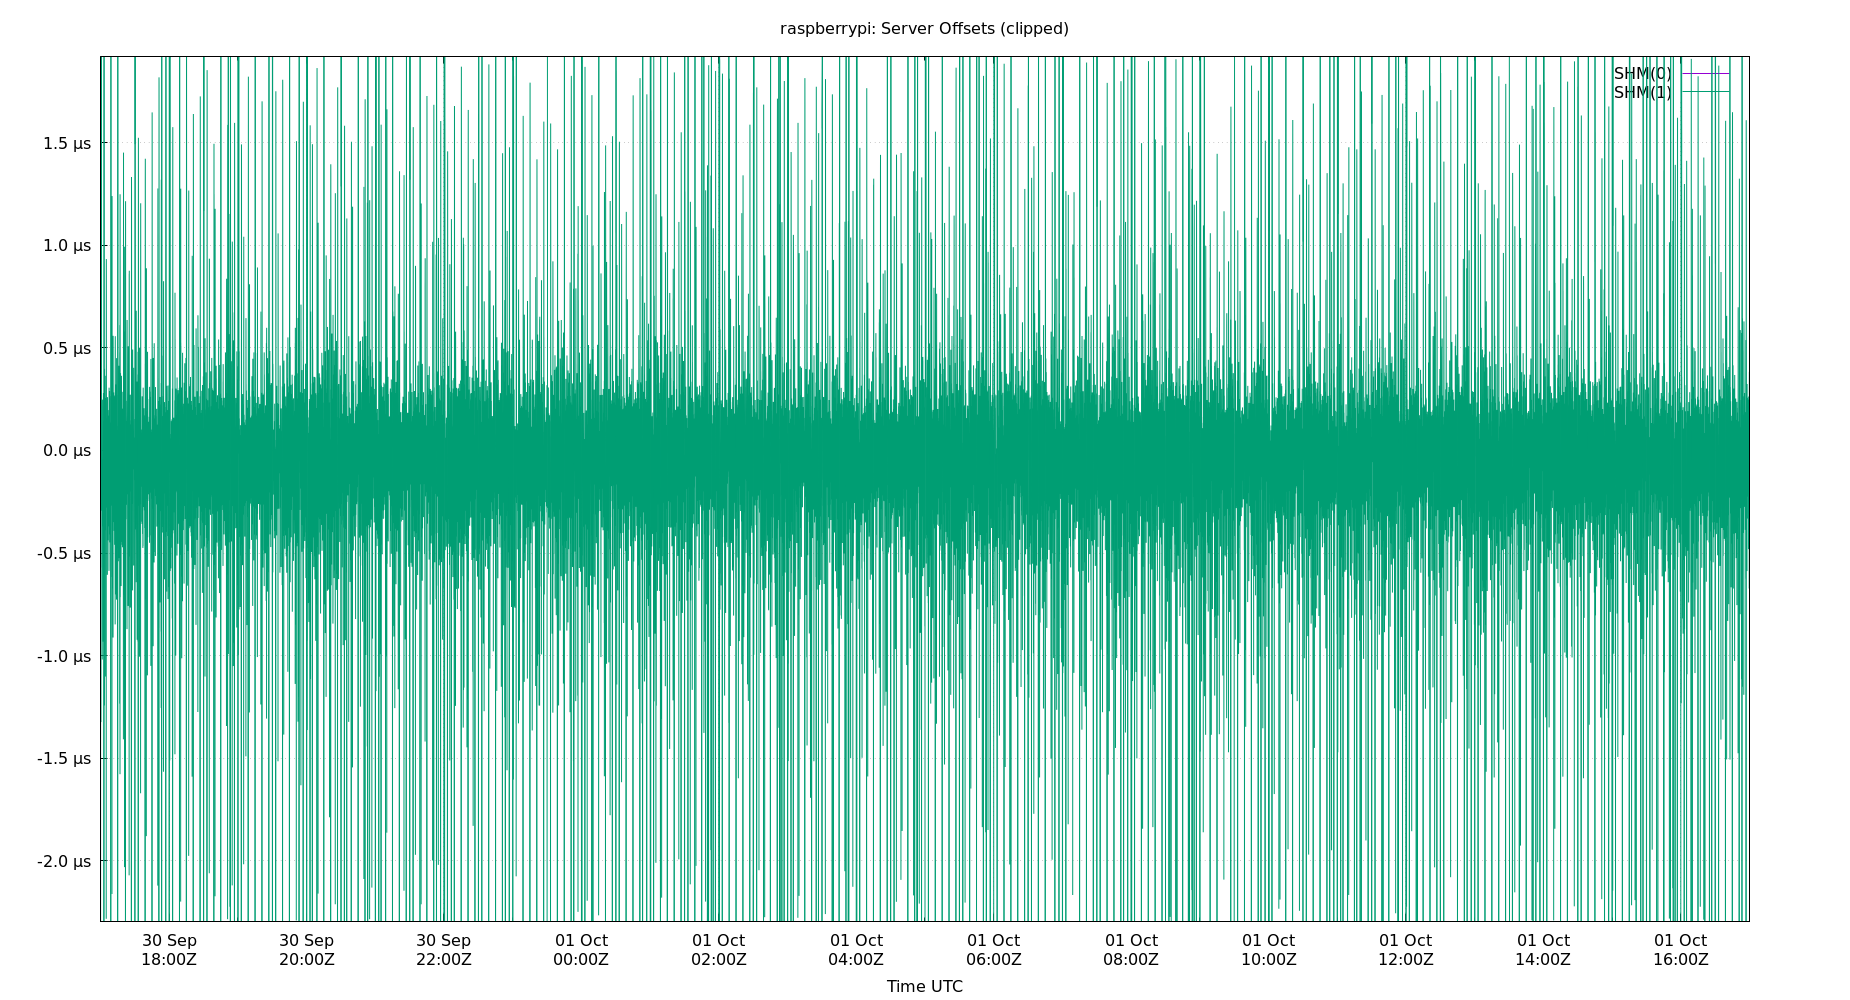 raspberrypi: Server Offsets (clipped)
SHM(0)
SHM(1)
1.5 µs
1.0 µs
0.5 µs
0.0 µs
-0.5 µs
-1.0 µs
-1.5 µs
-2.0 µs
30 Sep 30 Sep 30 Sep 01 Oct 01 Oct 01 Oct 01 Oct 01 Oct 01 Oct 01 Oct 01 Oct 01 Oct
18:00Z 20:00Z 22:00Z 00:00Z 02:00Z 04:00Z 06:00Z 08:00Z 10:00Z 12:00Z 14:00Z 16:00Z
Time UTC